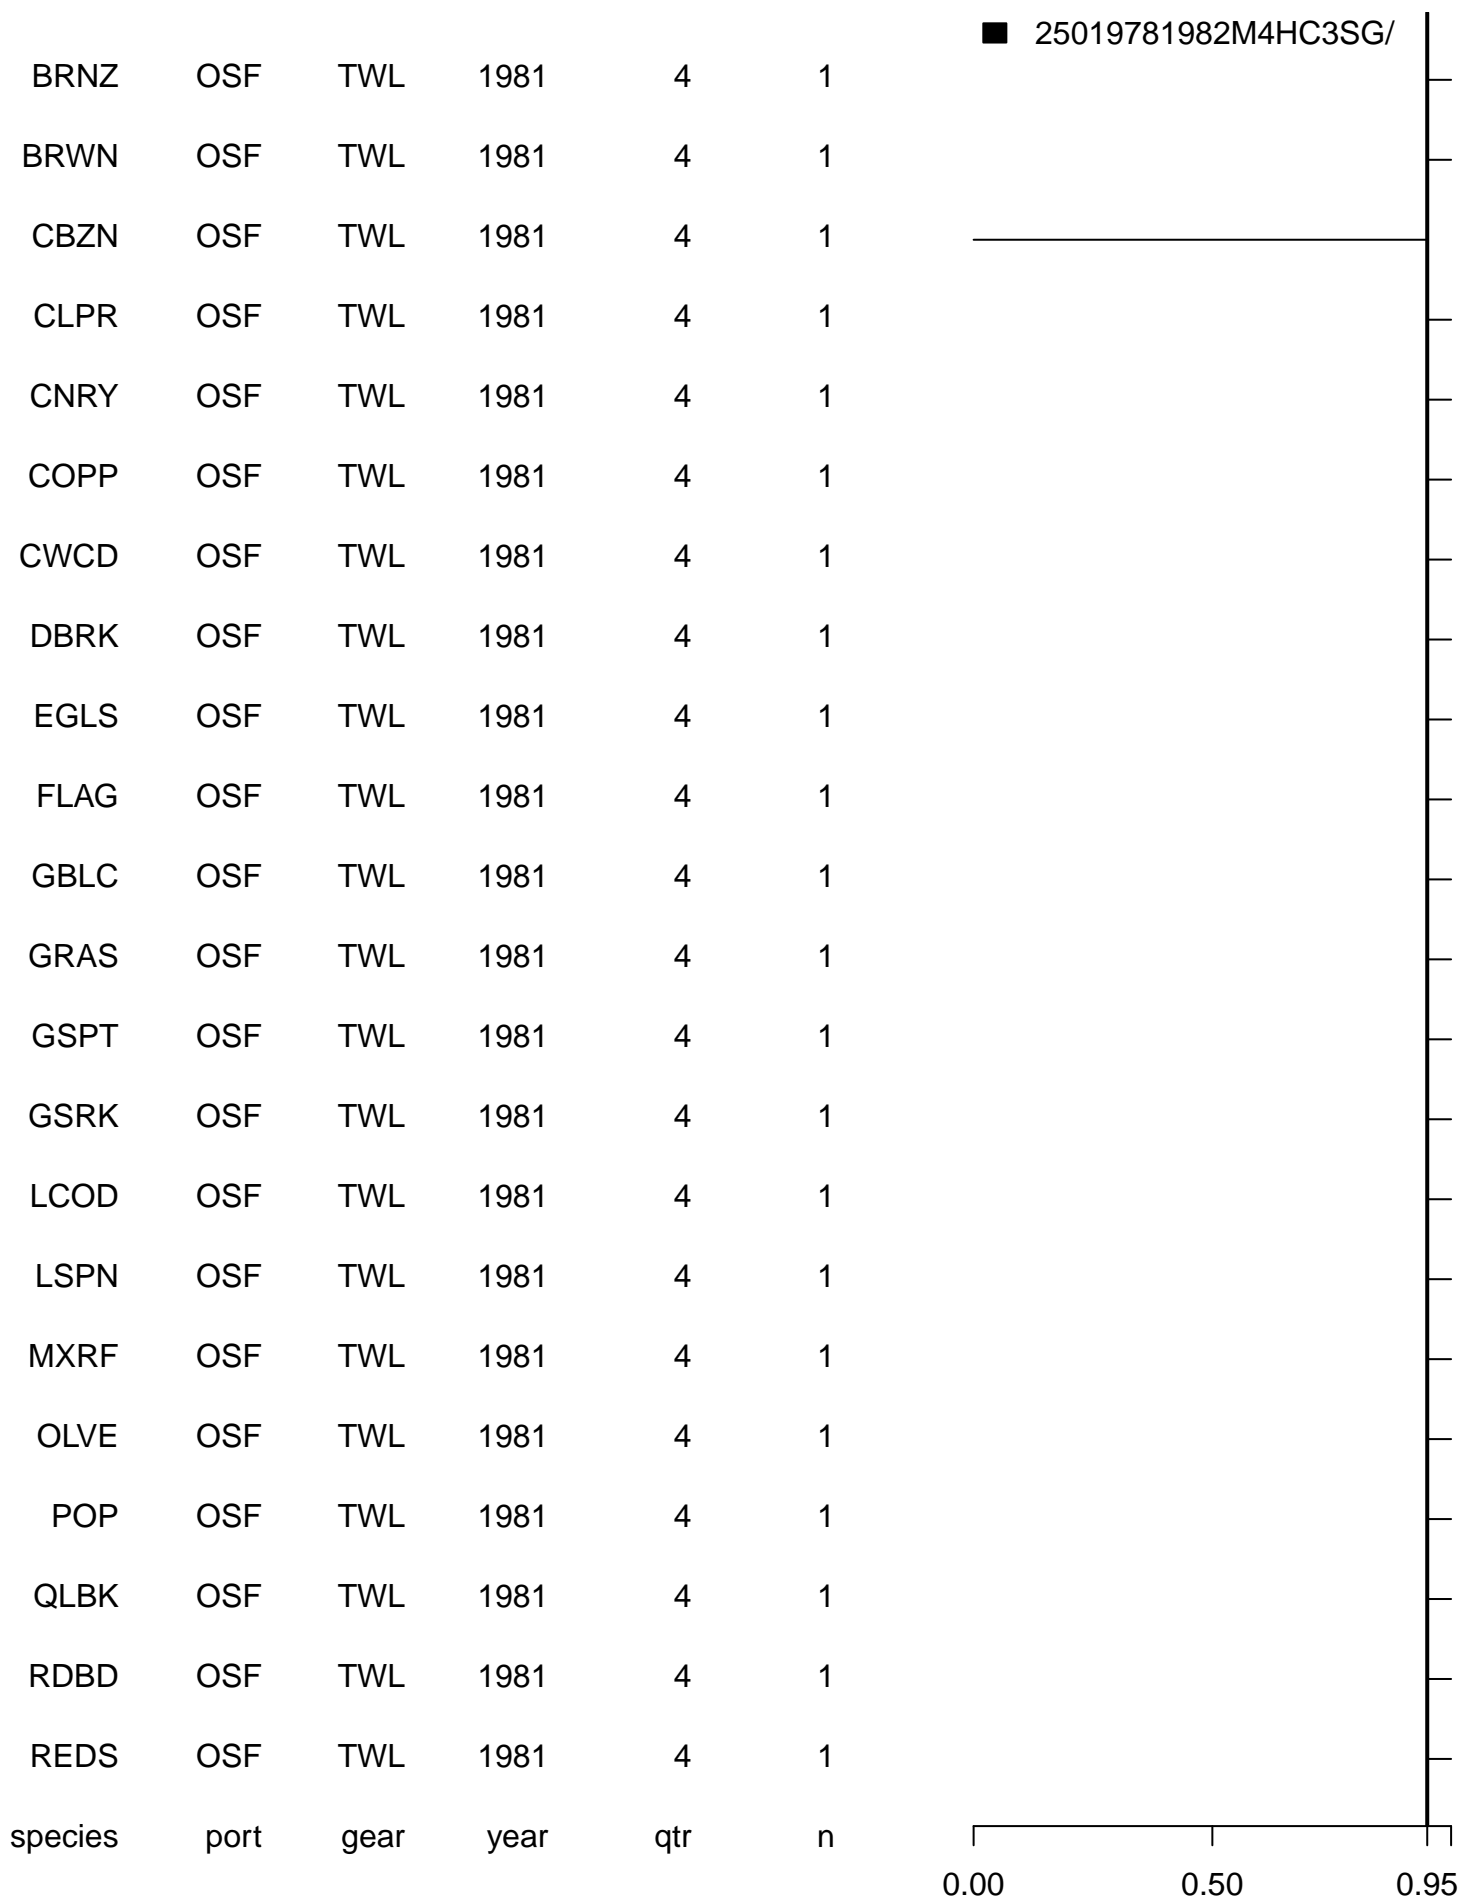 25019781982M4HC3SG/
BRNZ OSF TWL 1981 4 1
BRWN OSF TWL 1981 4 1
CBZN OSF TWL 1981 4 1
CLPR OSF TWL 1981 4 1
CNRY OSF TWL 1981 4 1
COPP OSF TWL 1981 4 1
CWCD OSF TWL 1981 4 1
DBRK OSF TWL 1981 4 1
EGLS OSF TWL 1981 4 1
FLAG OSF TWL 1981 4 1
GBLC OSF TWL 1981 4 1
GRAS OSF TWL 1981 4 1
GSPT OSF TWL 1981 4 1
GSRK OSF TWL 1981 4 1
LCOD OSF TWL 1981 4 1
LSPN OSF TWL 1981 4 1
MXRF OSF TWL 1981 4 1
OLVE OSF TWL 1981 4 1
POP OSF TWL 1981 4 1
QLBK OSF TWL 1981 4 1
RDBD OSF TWL 1981 4 1
REDS OSF TWL 1981 4 1
species port gear year qtr n
0.00 0.50 0.95